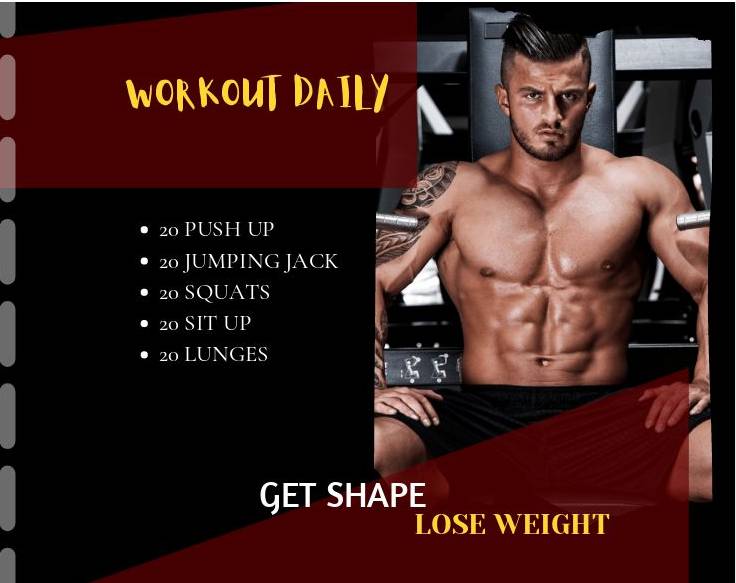 WORKOUT DAILY
20 PUSH UP
20 JUMPING JACK
20 SQUATS
20 SIT UP
20 LUNGES
GET SHAPE
LOSE WEIGHT